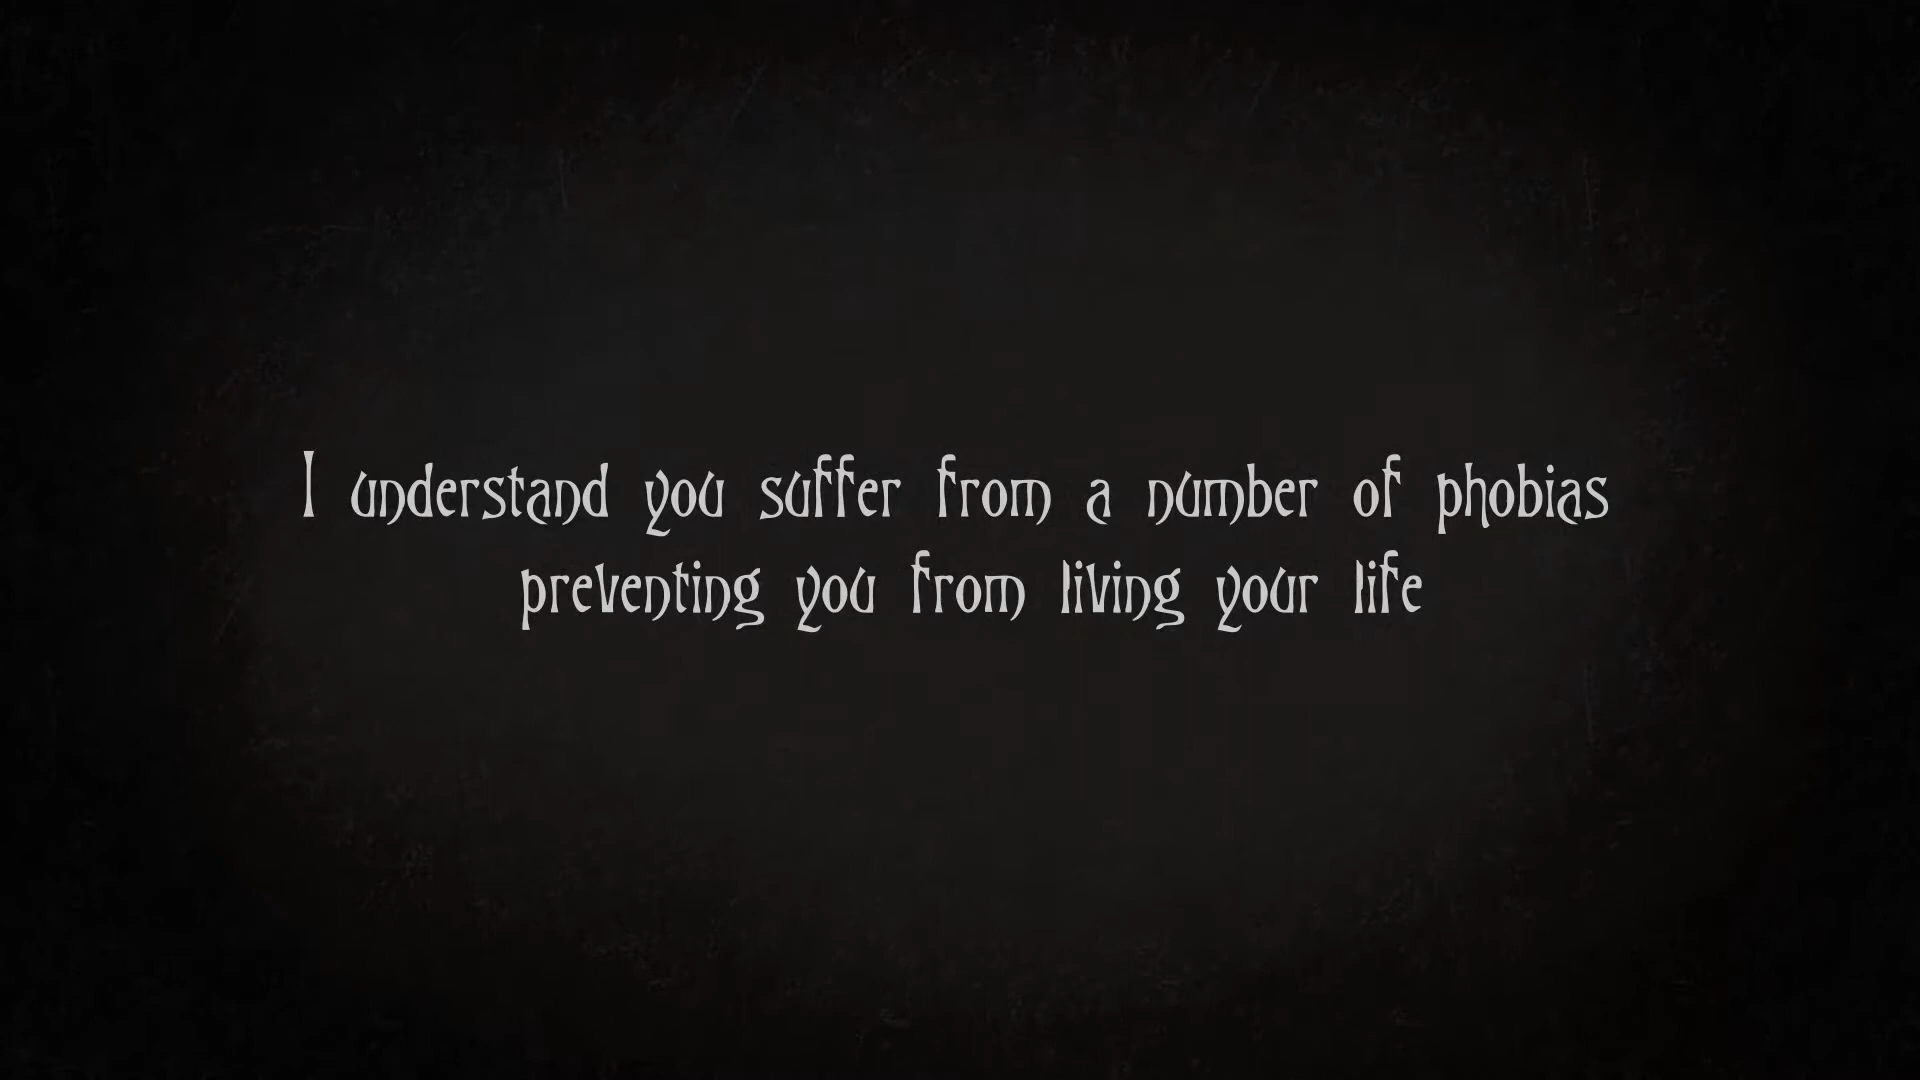 I understand you suffer from a number of phobias
preventing you from living your life